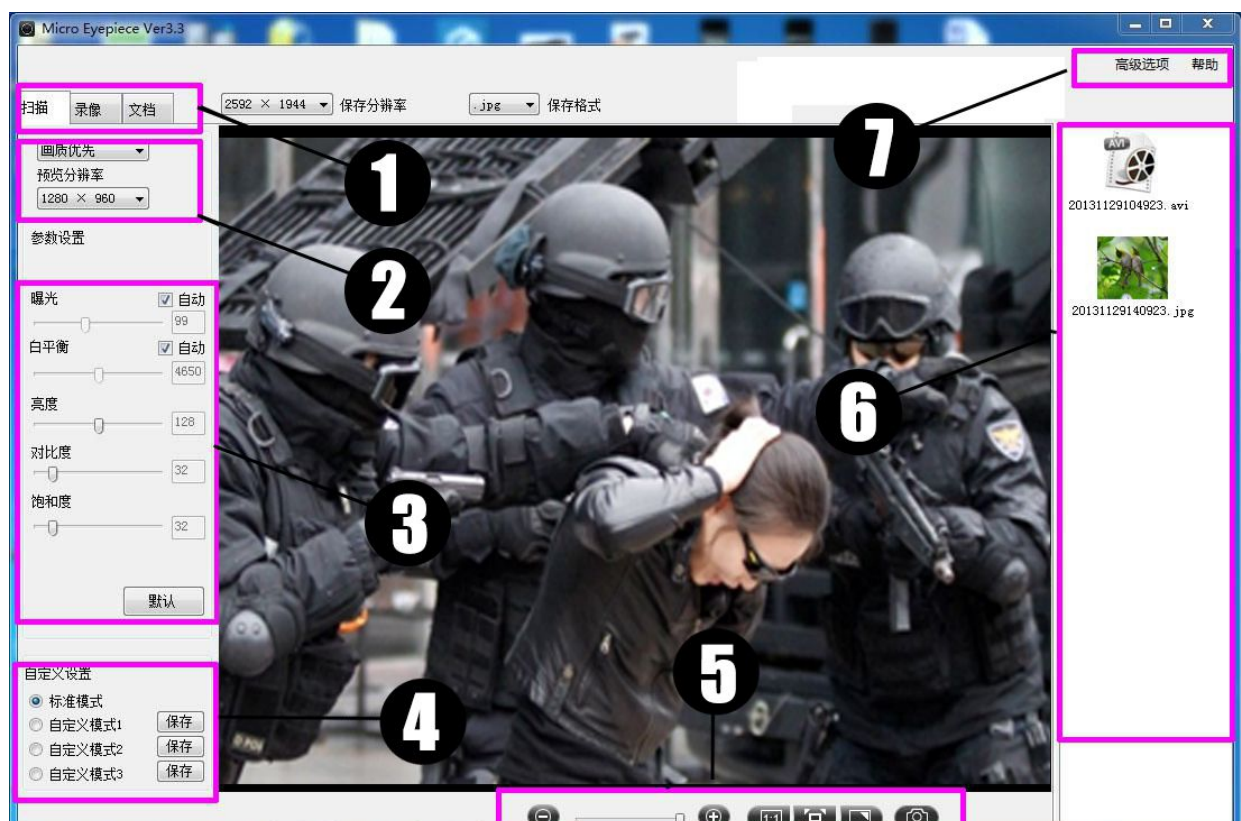 Micro Eyepiece Ver3.3
高级选项 帮助
扫描 录像 文档
2592 × 1944 保存分辨率 .jpg 保存格式
画质优先
预览分辨率
1280 × 960
参数设置
曝光 自动
99
白平衡 自动
4650
亮度
128
对比度
32
饱和度
32
默认
自定义设置
标准模式
自定义模式1 保存
自定义模式2 保存
自定义模式3 保存
1
2
3
4
5
6
7
AVI
20131129104923.avi
20131129140923.jpg
1:1